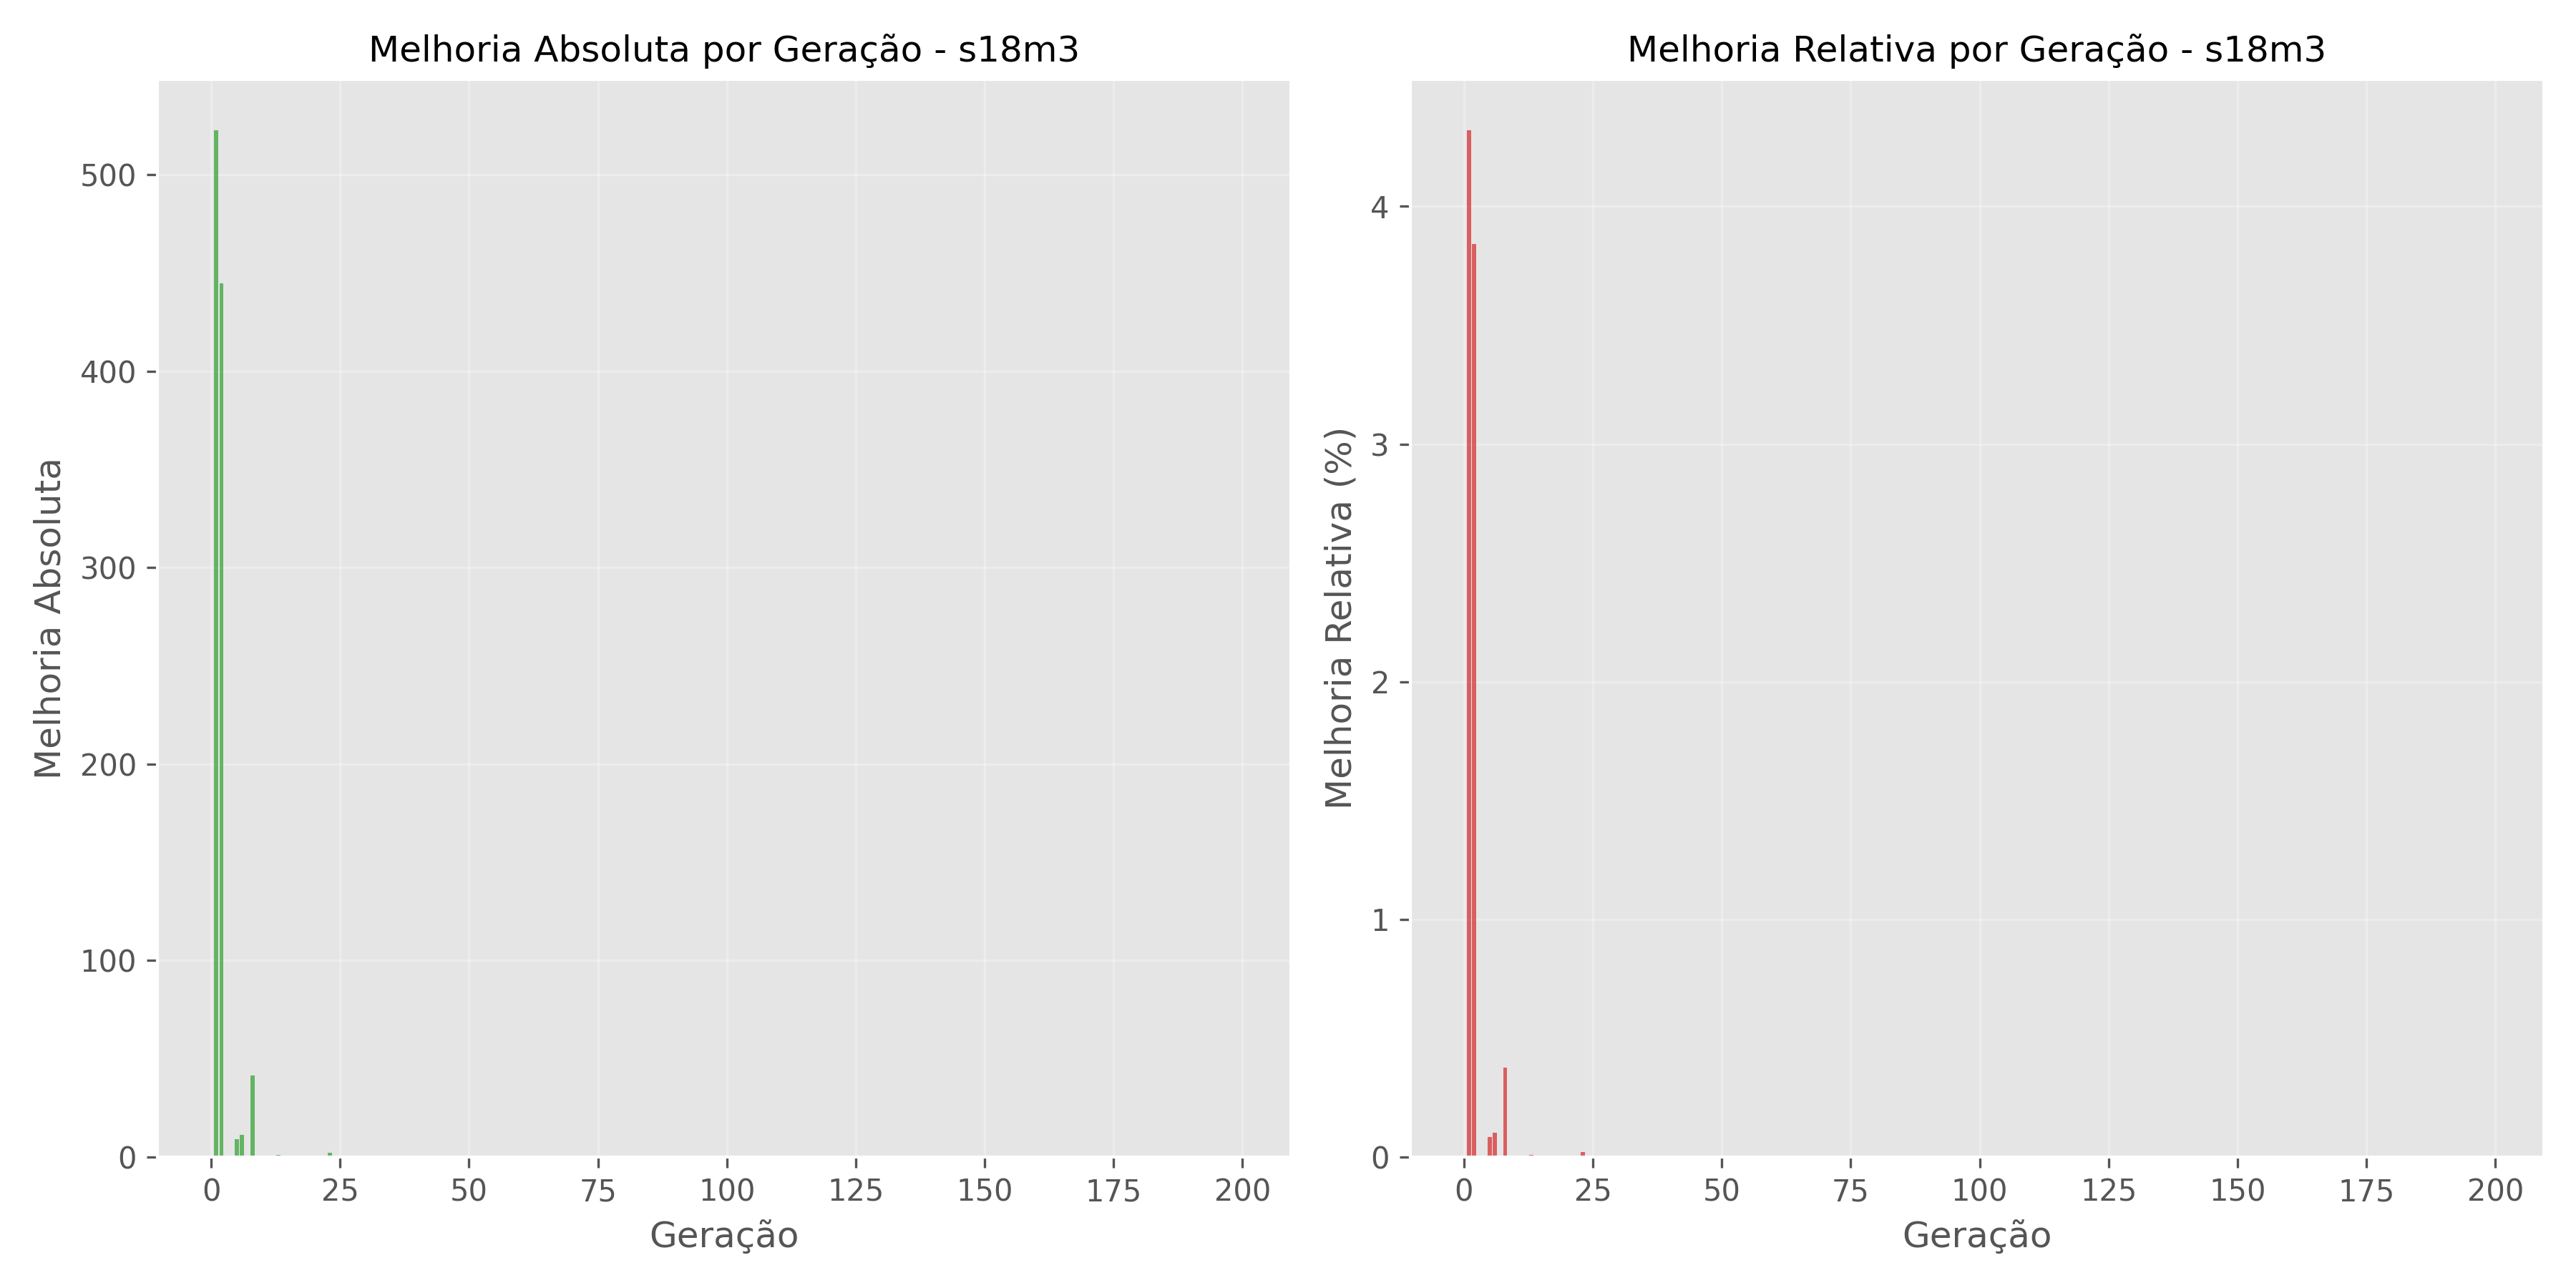 Melhoria Absoluta por Geração - s18m3
Melhoria Absoluta
500
400
300
200
100
0
0 25 50 75 100 125 150 175 200
Geração
Melhoria Relativa por Geração - s18m3
Melhoria Relativa (%)
4
3
2
1
0
0 25 50 75 100 125 150 175 200
Geração